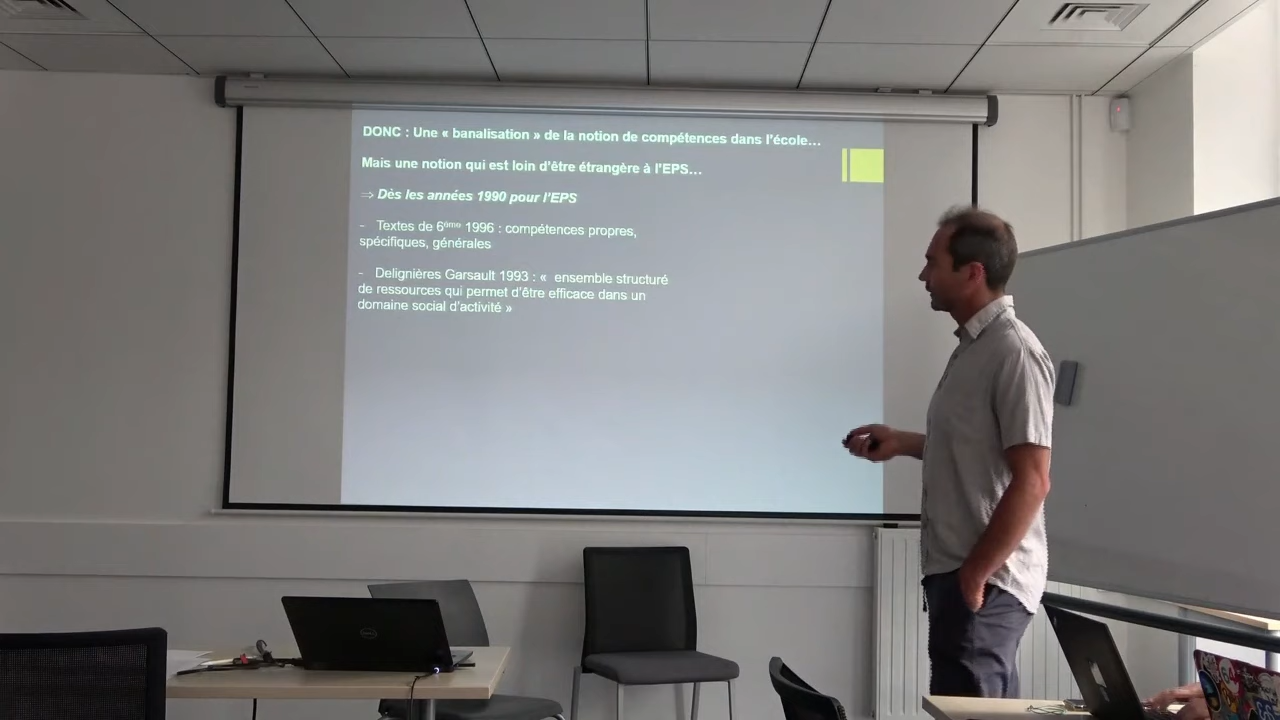 DONC : Une « banalisation » de la notion de compétences dans l'école…
Mais une notion qui est loin d'être étrangère à l'EPS…
⇒ Dès les années 1990 pour l'EPS
- Textes de 6ième 1996 : compétences propres,
spécifiques, générales
- Delignières Garsault 1993 : « ensemble structuré
de ressources qui permet d'être efficace dans un
domaine social d'activité »
DELL